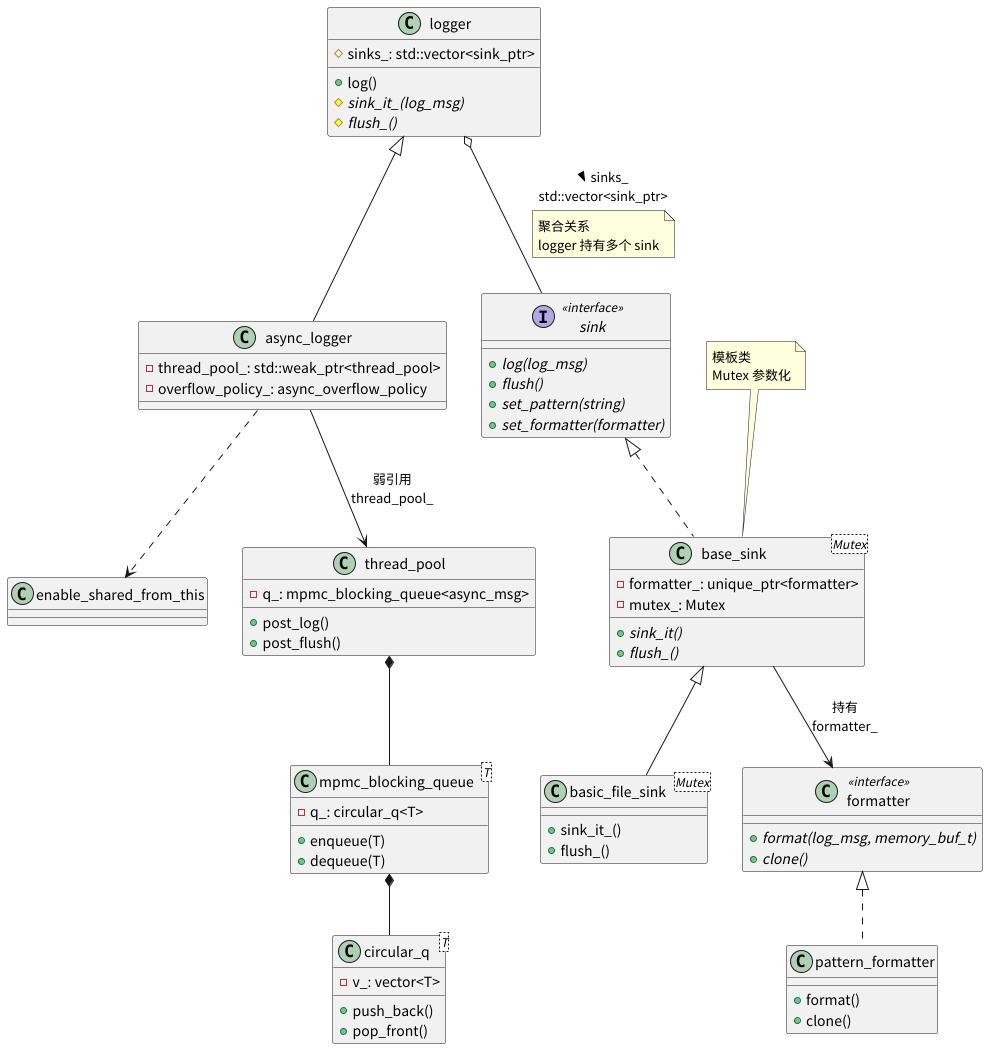 C logger
sinks_: std::vector<sink_ptr>
log()
sink_it_(log_msg)
flush_()
sinks_
std::vector<sink_ptr>
聚合关系
logger 持有多个 sink
C async_logger
thread_pool_: std::weak_ptr<thread_pool>
overflow_policy_: async_overflow_policy
I «interface»
sink
log(log_msg)
flush()
set_pattern(string)
set_formatter(formatter)
模板类
Mutex 参数化
弱引用
thread_pool_
C enable_shared_from_this
C thread_pool
q_: mpmc_blocking_queue<async_msg>
post_log()
post_flush()
C base_sink Mutex
formatter_: unique_ptr<formatter>
mutex_: Mutex
sink_it()
flush_()
持有
formatter_
C mpmc_blocking_queue T
q_: circular_q<T>
enqueue(T)
dequeue(T)
C basic_file_sink Mutex
sink_it_()
flush_()
C «interface»
formatter
format(log_msg, memory_buf_t)
clone()
C circular_q T
v_: vector<T>
push_back()
pop_front()
C pattern_formatter
format()
clone()